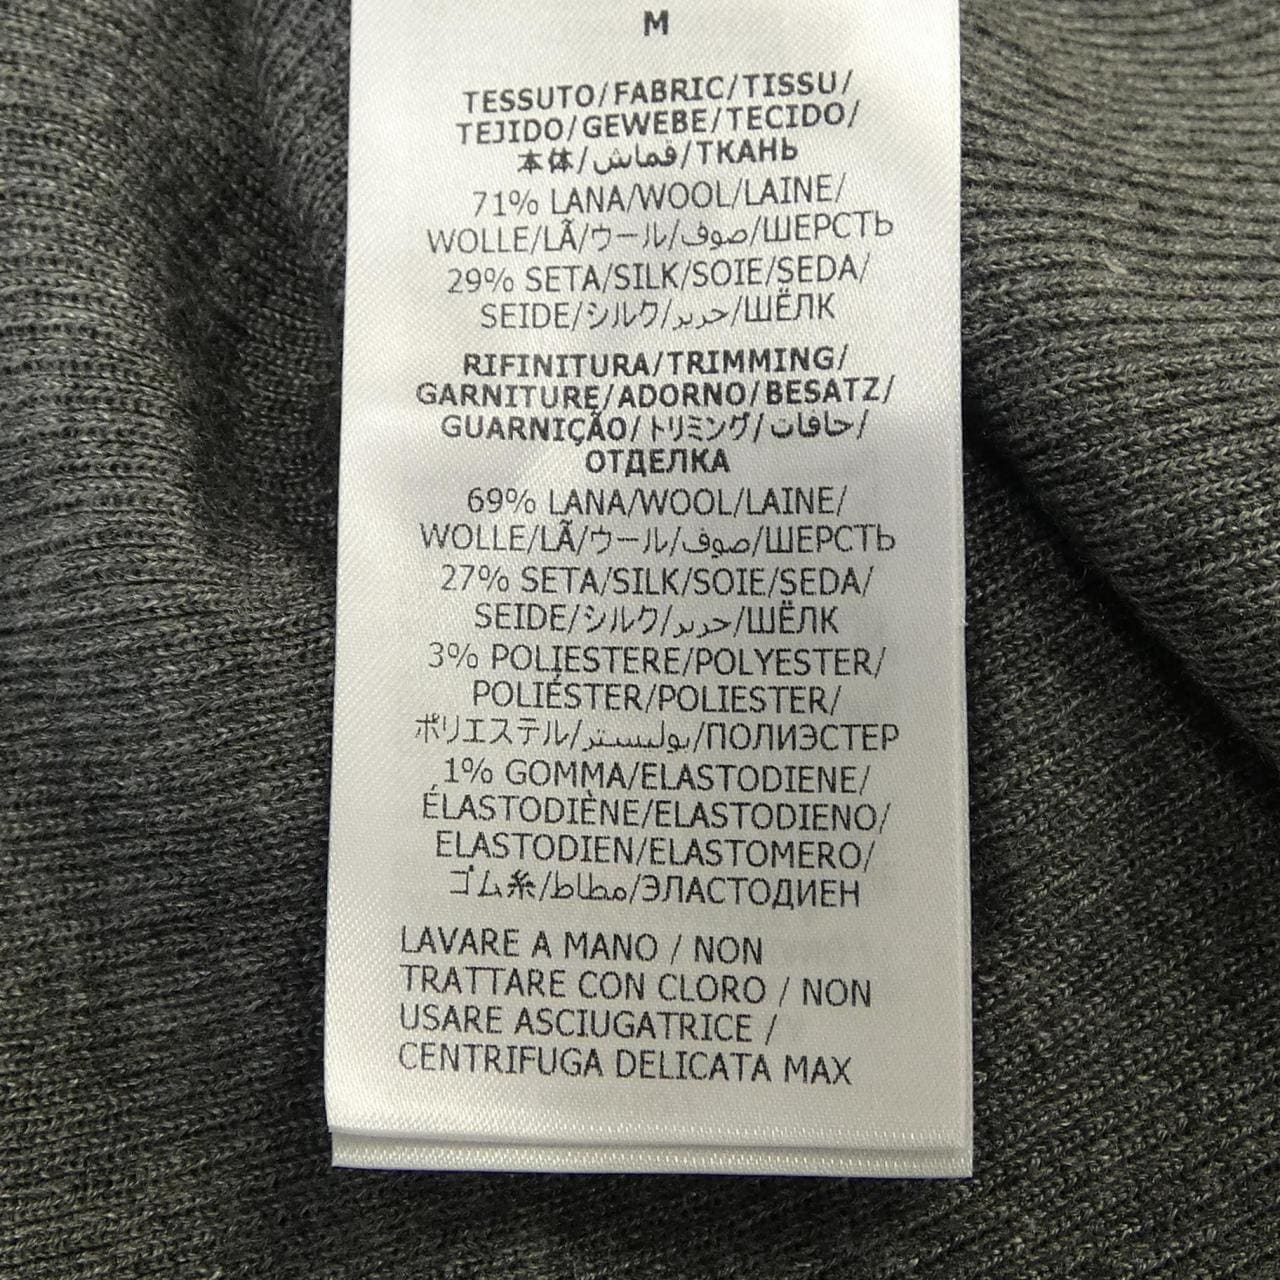 M
TESSUTO/FABRIC/TISSU/
TEJIDO/GEWEBE/TECIDO/
本体/قماش/ТКАНЬ
71% LANA/WOOL/LAINE/
WOLLE/LÃ/ウール/صوف/ШЕРСТЬ
29% SETA/SILK/SOIE/SEDA/
SEIDE/シルク/حرير/ШЁЛК
RIFINITURA/TRIMMING/
GARNITURE/ADORNO/BESATZ/
GUARNIÇÃO/トリミング/حافات/
ОТДЕЛКА
69% LANA/WOOL/LAINE/
WOLLE/LÃ/ウール/صوف/ШЕРСТЬ
27% SETA/SILK/SOIE/SEDA/
SEIDE/シルク/حرير/ШЁЛК
3% POLIESTERE/POLYESTER/
POLIÉSTER/POLIESTER/
ポリエステル/بوليستر/ПОЛИЭСТЕР
1% GOMMA/ELASTODIENE/
ÉLASTODIÈNE/ELASTODIENO/
ELASTODIEN/ELASTOMERO/
ゴム糸/مطاط/ЭЛАСТОДИЕН
LAVARE A MANO / NON
TRATTARE CON CLORO / NON
USARE ASCIUGATRICE /
CENTRIFUGA DELICATA MAX